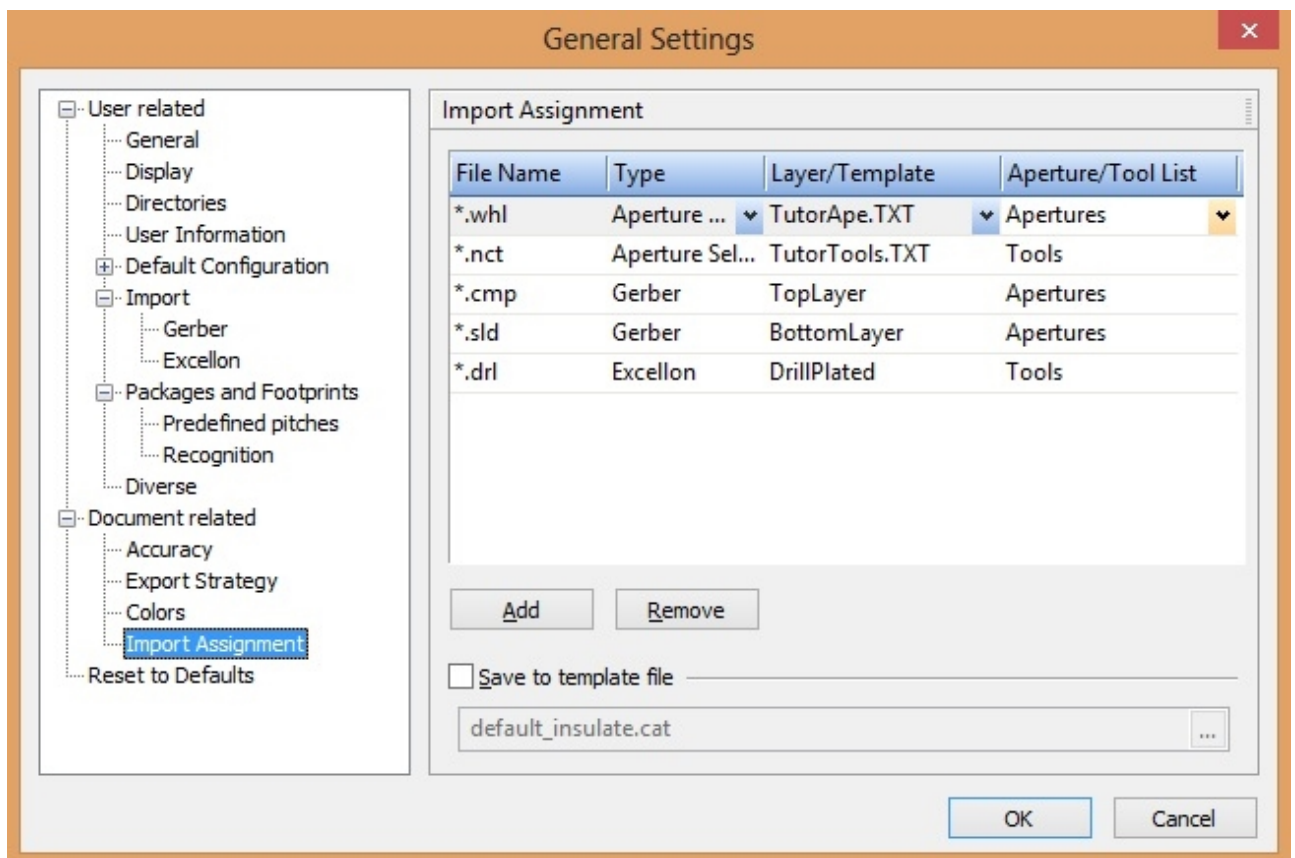 General Settings
User related
General
Display
Directories
User Information
Default Configuration
Import
Gerber
Excellon
Packages and Footprints
Predefined pitches
Recognition
Diverse
Document related
Accuracy
Export Strategy
Colors
Import Assignment
Reset to Defaults
Import Assignment
File Name Type Layer/Template Aperture/Tool List
*.whl Aperture ... TutorApe.TXT Apertures
*.nct Aperture Sel... TutorTools.TXT Tools
*.cmp Gerber TopLayer Apertures
*.sld Gerber BottomLayer Apertures
*.drl Excellon DrillPlated Tools
Add Remove
Save to template file
default_insulate.cat ...
OK Cancel